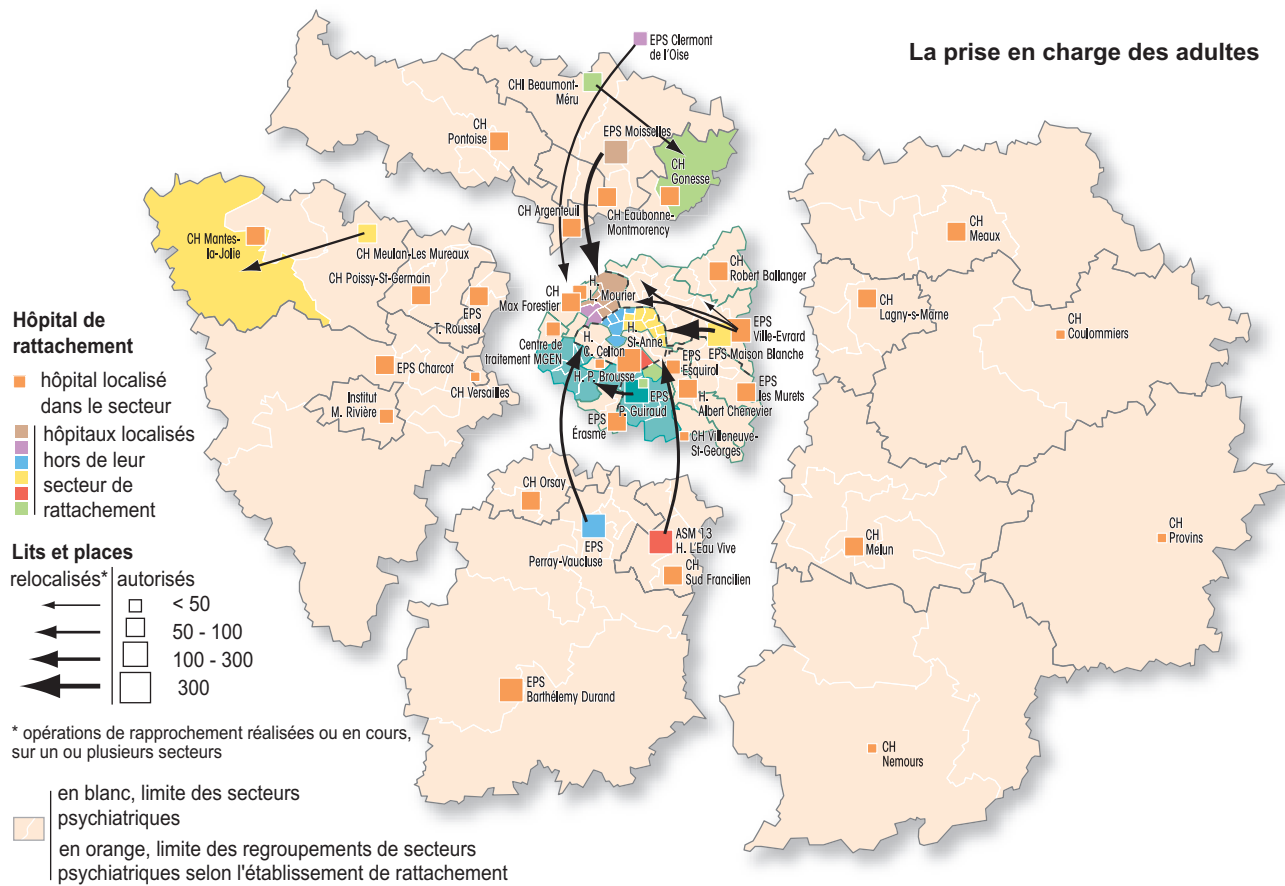 La prise en charge des adultes
EPS Clermont
de l'Oise
CHI Beaumont-
Méru
EPS Moisselles
CH
Pontoise
CH
Gonesse
CH Argenteuil
CH Eaubonne-
Montmorency
CH Mantes-
la-Jolie
CH Meulan-Les Mureaux
CH Poissy-St-Germain
EPS
T. Roussel
EPS Charcot
CH Versailles
Institut
M. Rivière
CH
Max Forestier
H.
L. Mourier
CH
Robert Ballanger
H.
St-Anne
EPS
Ville-Evrard
EPS Maison Blanche
Centre de
traitement MGEN
H.
C. Celton
EPS
Esquirol
H. P. Brousse
EPS
les Murets
EPS
P. Guiraud
H.
Albert Chenevier
EPS
Érasme
CH Villeneuve-
St-Georges
CH
Meaux
CH
Lagny-s-Marne
CH
Coulommiers
CH
Melun
CH
Provins
CH
Nemours
CH Orsay
EPS
Perray-Vaucluse
ASM 13
H. L'Eau Vive
CH
Sud Francilien
EPS
Barthélemy Durand
Hôpital de
rattachement
hôpital localisé
dans le secteur
hôpitaux localisés
hors de leur
secteur de
rattachement
Lits et places
relocalisés* autorisés
< 50
50 - 100
100 - 300
300
* opérations de rapprochement réalisées ou en cours,
sur un ou plusieurs secteurs
en blanc, limite des secteurs
psychiatriques
en orange, limite des regroupements de secteurs
psychiatriques selon l'établissement de rattachement